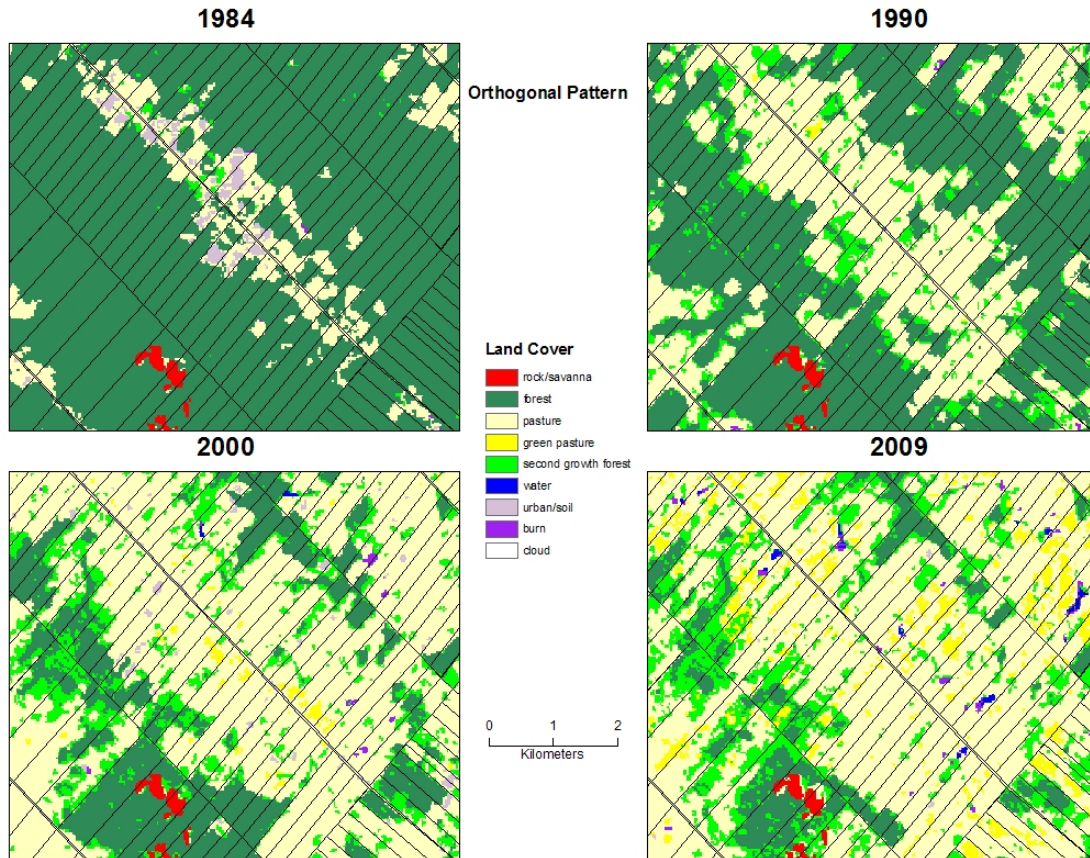 1984
1990
Orthogonal Pattern
Land Cover
rock/savanna
forest
pasture
green pasture
second growth forest
water
urban/soil
burn
cloud
2000
2009
0 1 2
Kilometers